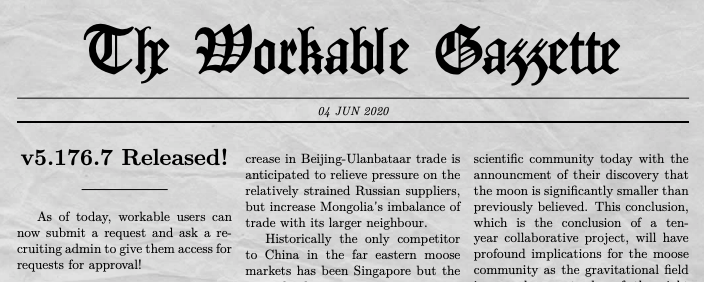 The Workable Gazzette
04 JUN 2020
v5.176.7 Released!
As of today, workable users can
now submit a request and ask a re-
cruiting admin to give them access for
requests for approval!
crease in Beijing-Ulanbataar trade is
anticipated to relieve pressure on the
relatively strained Russian suppliers,
but increase Mongolia's imbalance of
trade with its larger neighbour.
Historically the only competitor
to China in the far eastern moose
markets has been Singapore but the
scientific community today with the
announcment of their discovery that
the moon is significantly smaller than
previously believed. This conclusion,
which is the conclusion of a ten-
year collaborative project, will have
profound implications for the moose
community as the gravitational field